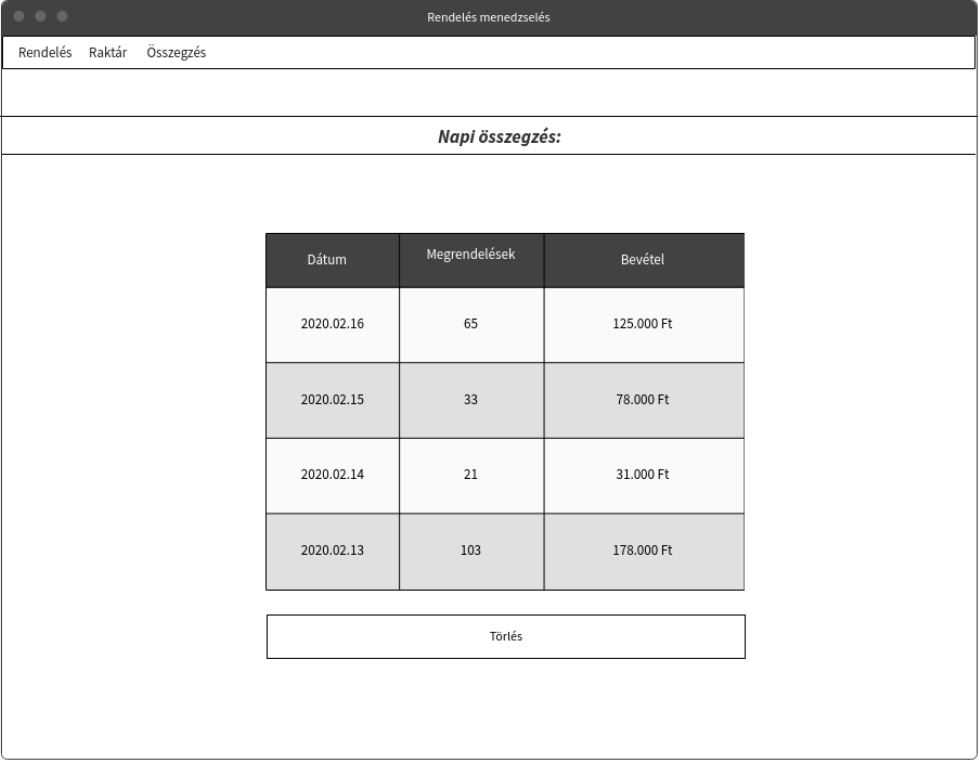 Rendelés menedzselés
Rendelés Raktár Összegzés
Napi összegzés:
Dátum Megrendelések Bevétel
2020.02.16 65 125.000 Ft
2020.02.15 33 78.000 Ft
2020.02.14 21 31.000 Ft
2020.02.13 103 178.000 Ft
Törlés